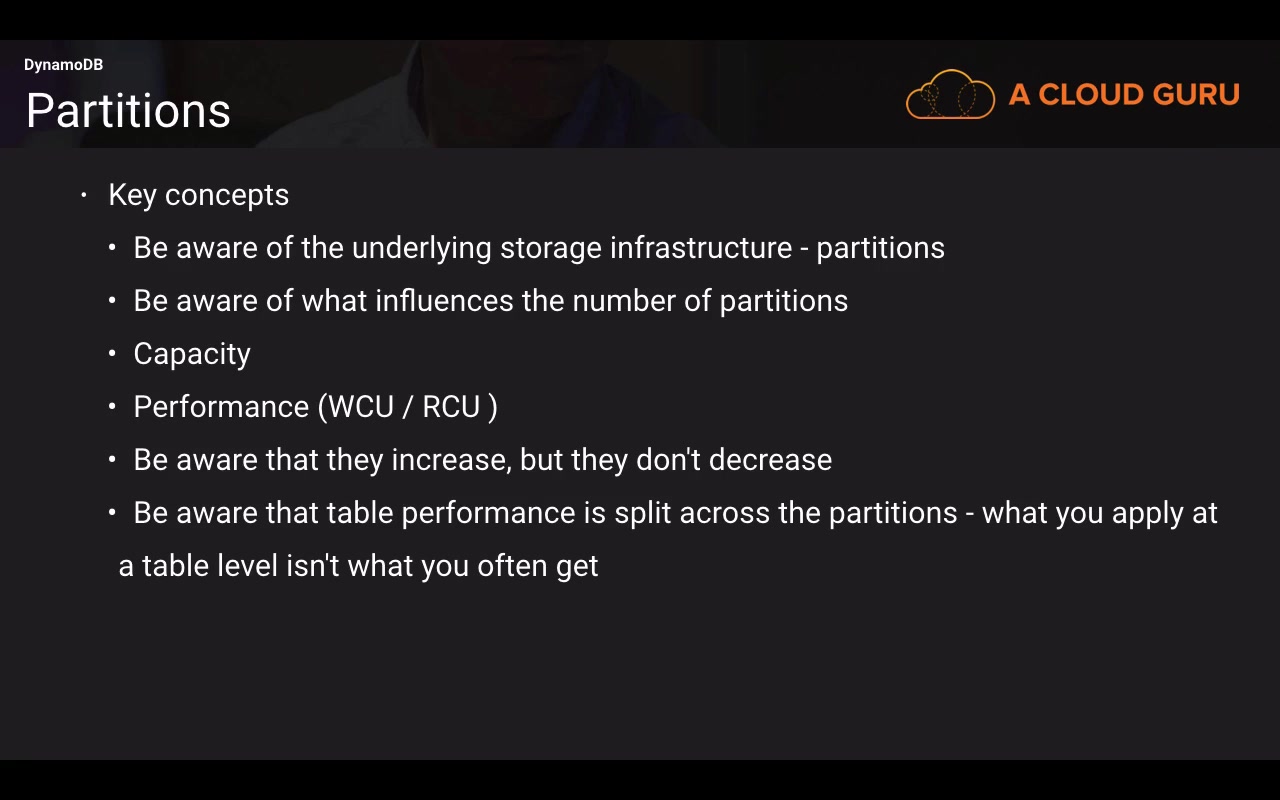 DynamoDB
Partitions
A CLOUD GURU
• Key concepts
• Be aware of the underlying storage infrastructure - partitions
• Be aware of what influences the number of partitions
• Capacity
• Performance (WCU / RCU )
• Be aware that they increase, but they don't decrease
• Be aware that table performance is split across the partitions - what you apply at
a table level isn't what you often get